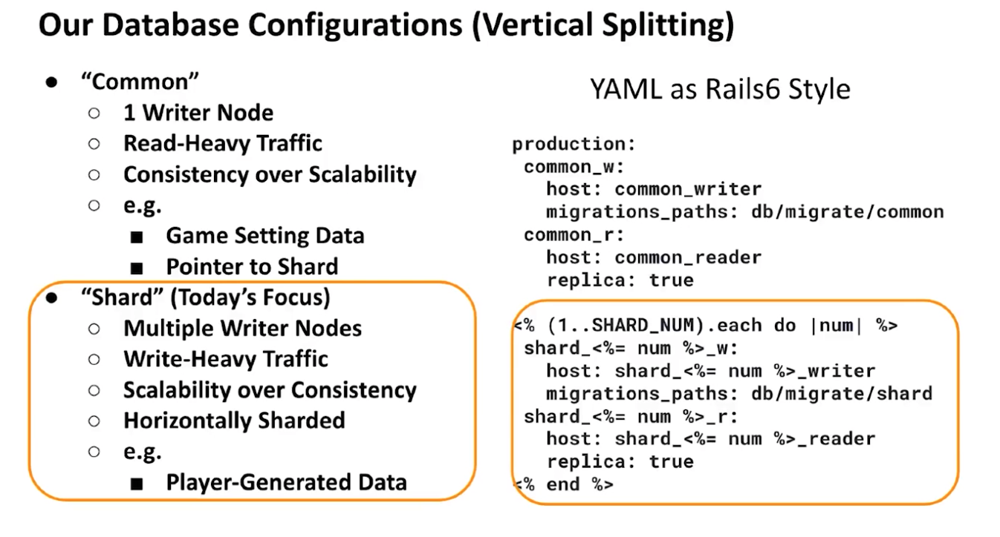 Our Database Configurations (Vertical Splitting)
● “Common”
○ 1 Writer Node
○ Read-Heavy Traffic
○ Consistency over Scalability
○ e.g.
■ Game Setting Data
■ Pointer to Shard
● “Shard” (Today’s Focus)
○ Multiple Writer Nodes
○ Write-Heavy Traffic
○ Scalability over Consistency
○ Horizontally Sharded
○ e.g.
■ Player-Generated Data
YAML as Rails6 Style
production:
 common_w:
   host: common_writer
   migrations_paths: db/migrate/common
 common_r:
   host: common_reader
   replica: true
<% (1..SHARD_NUM).each do |num| %>
 shard_<%= num %>_w:
   host: shard_<%= num %>_writer
   migrations_paths: db/migrate/shard
 shard_<%= num %>_r:
   host: shard_<%= num %>_reader
   replica: true
<% end %>